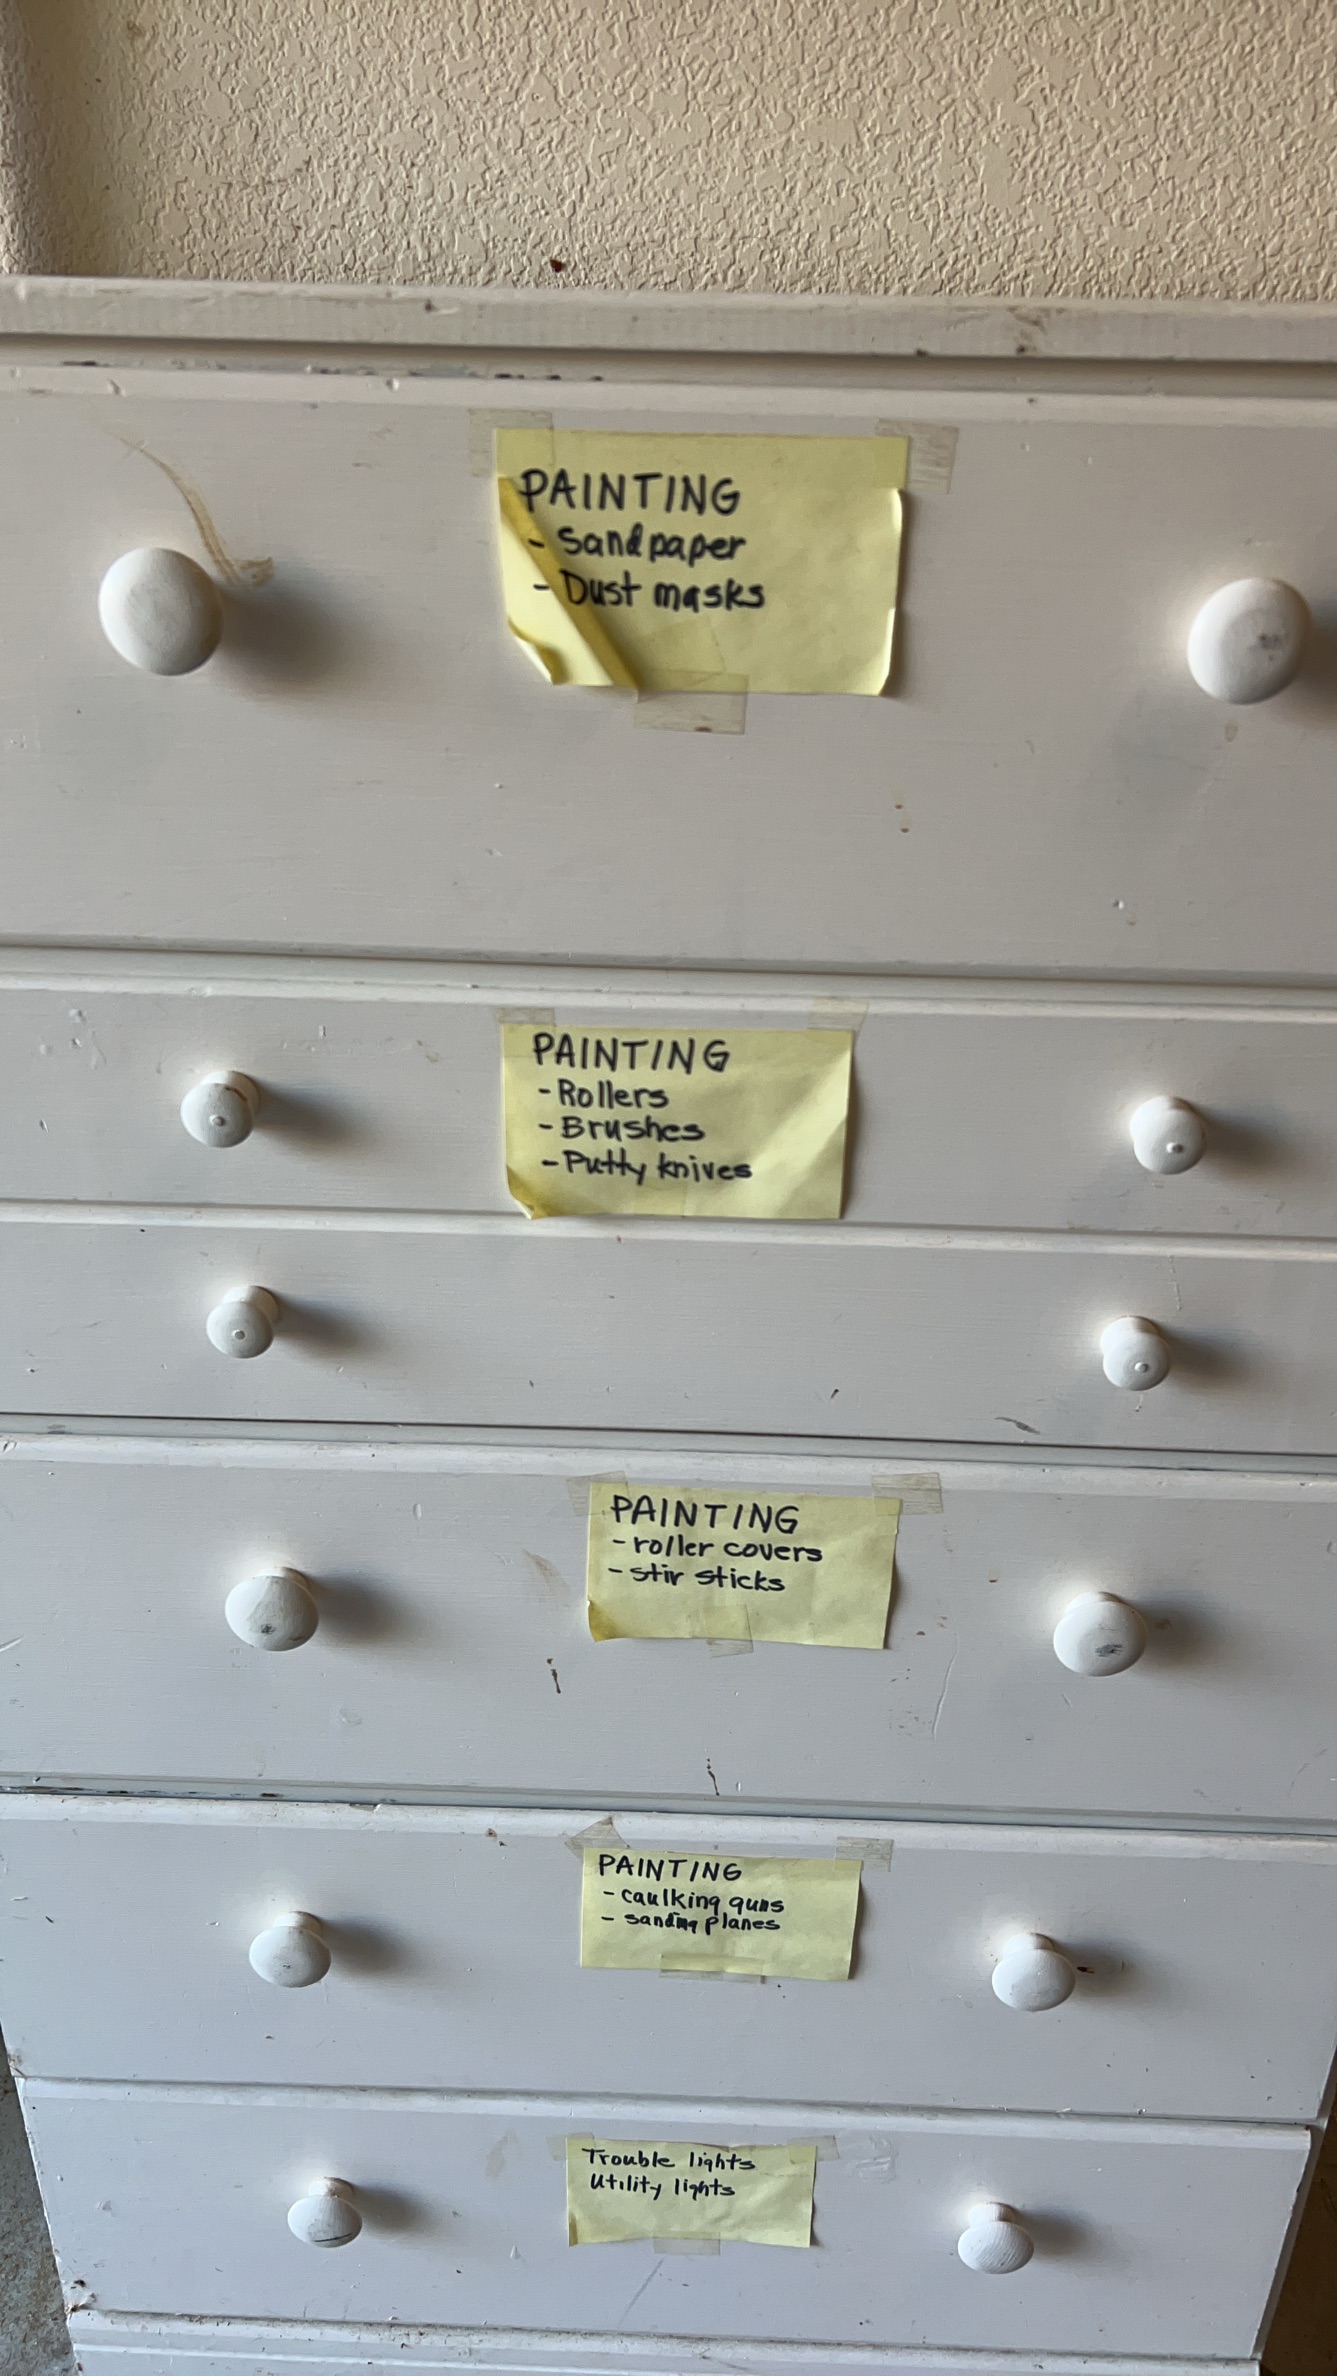 PAINTING
- Sandpaper
- Dust masks
PAINTING
- Rollers
- Brushes
- Putty knives
PAINTING
- roller covers
- stir sticks
PAINTING
- caulking guns
- sanding planes
Trouble lights
Utility lights